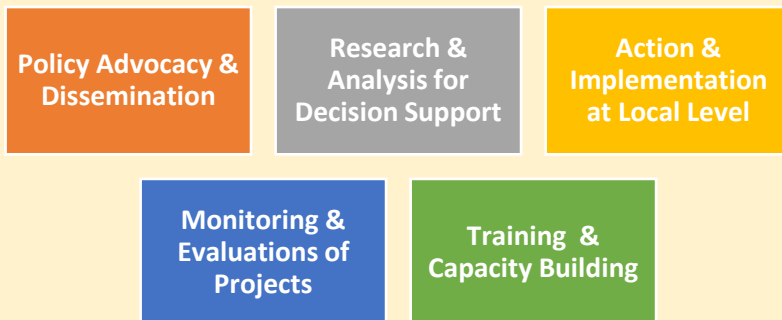 Policy Advocacy &
Dissemination
Research &
Analysis for
Decision Support
Action &
Implementation
at Local Level
Monitoring &
Evaluations of
Projects
Training &
Capacity Building